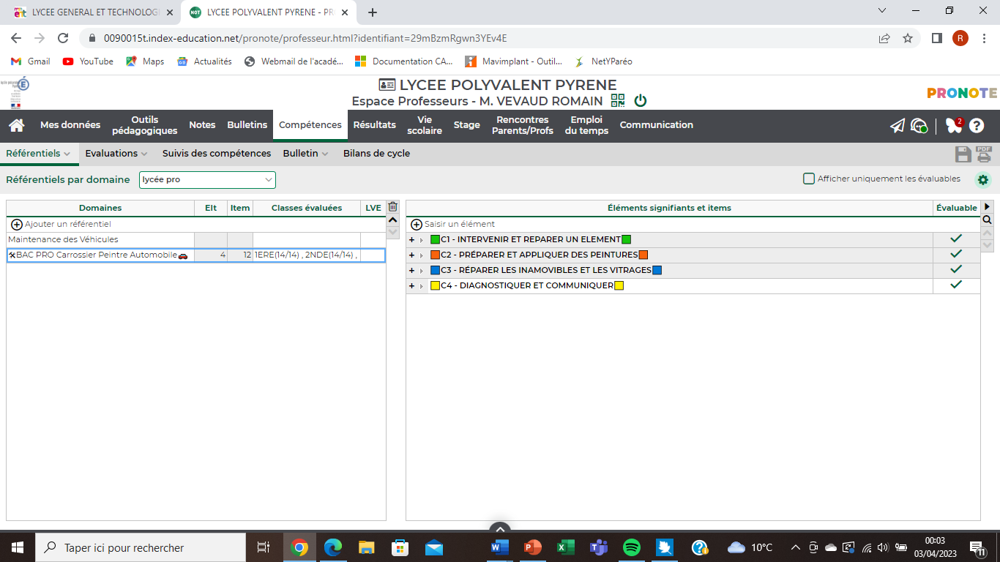 LYCEE GENERAL ET TECHNOLOGI
LYCEE POLYVALENT PYRENE - PR
0090015t.index-education.net/pronote/professeur.html?identifiant=29mBzmRgwn3YEv4E
R
Gmail YouTube Maps Actualités Webmail de l'acadé... Documentation CA... Mavimplant - Outil... NetYParéo
LYCEE POLYVALENT PYRENE
Espace Professeurs - M. VEVAUD ROMAIN
PRONOTE
Mes données Outils pédagogiques Notes Bulletins Compétences Résultats Vie scolaire Stage Rencontres Parents/Profs Emploi du temps Communication 2 ?
Référentiels Evaluations Suivis des compétences Bulletin Bilans de cycle PDF
Référentiels par domaine lycée pro Afficher uniquement les évaluables
Domaines Elt Item Classes évaluées LVE Éléments signifiants et items Évaluable
Ajouter un référentiel Saisir un élément
Maintenance des Véhicules C1 - INTERVENIR ET REPARER UN ELEMENT
BAC PRO Carrossier Peintre Automobile 4 12 1ERE(14/14) , 2NDE(14/14) , C2 - PRÉPARER ET APPLIQUER DES PEINTURES
C3 - RÉPARER LES INAMOVIBLES ET LES VITRAGES
C4 - DIAGNOSTIQUER ET COMMUNIQUER
Taper ici pour rechercher 10°C 00:03
03/04/2023 11